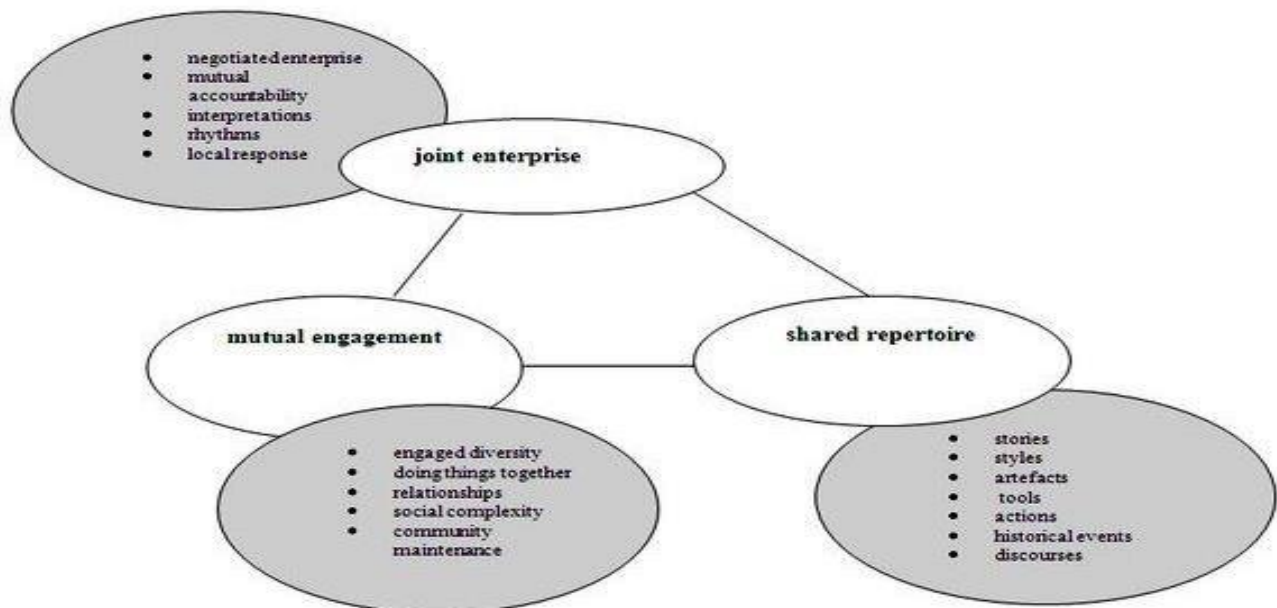 negotiated enterprise
mutual
accountability
interpretations
rhythms
local response
joint enterprise
mutual engagement
shared repertoire
engaged diversity
doing things together
relationships
social complexity
community
maintenance
stories
styles
artefacts
tools
actions
historical events
discourses